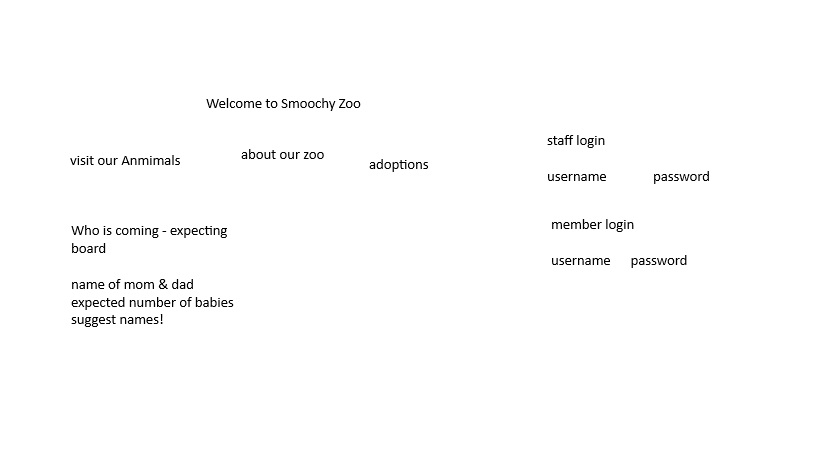 Welcome to Smoochy Zoo
visit our Anmimals
about our zoo
adoptions
staff login
username password
member login
username password
Who is coming - expecting
board
name of mom & dad
expected number of babies
suggest names!